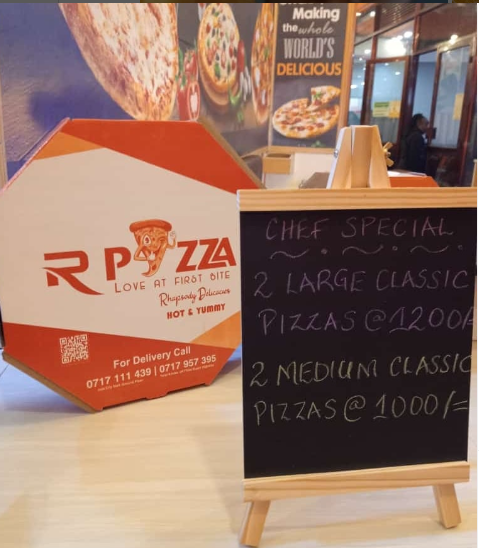 Making
the whole
WORLD'S
DELICIOUS
R PIZZA
LOVE AT FIRST BITE
Rhapsody Delicacies
HOT & YUMMY
For Delivery Call
0717 111 439 | 0717 957 395
CHEF SPECIAL
2 LARGE CLASSIC
PIZZAS @ 1200/
2 MEDIUM CLASSIC
PIZZAS @ 1000/=